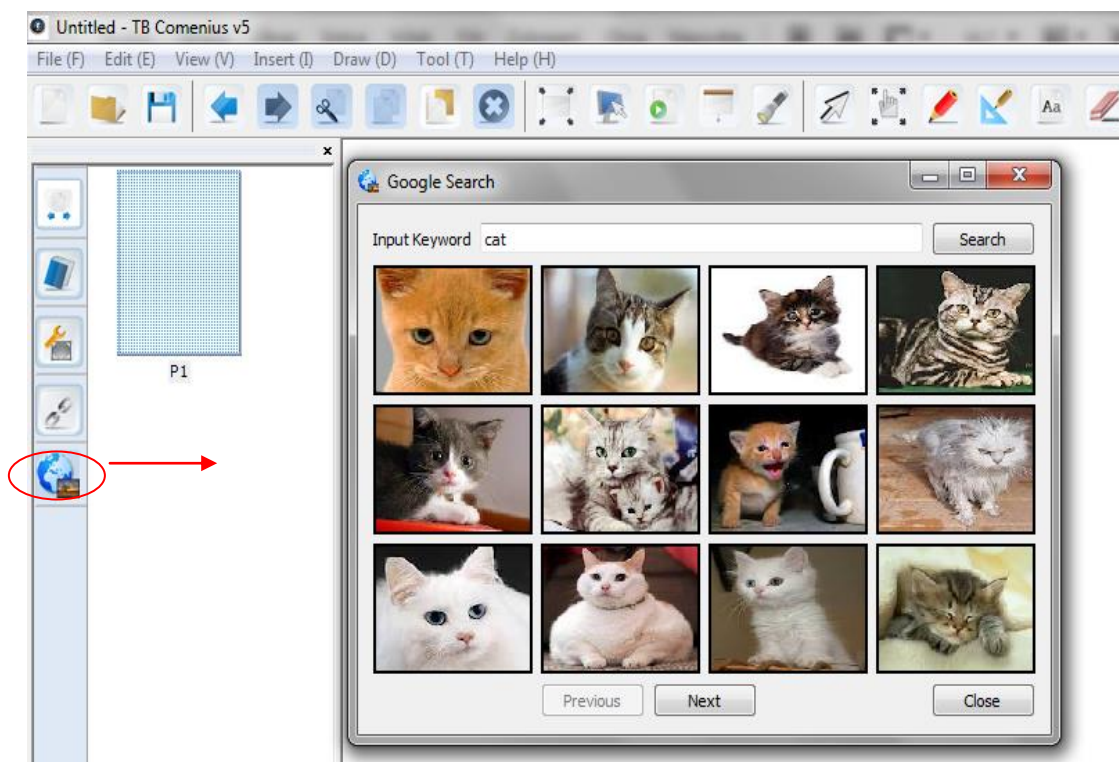 Untitled - TB Comenius v5
File (F) Edit (E) View (V) Insert (I) Draw (D) Tool (T) Help (H)
Aa
x
Google Search
X
Input Keyword cat Search
P1
Previous Next Close